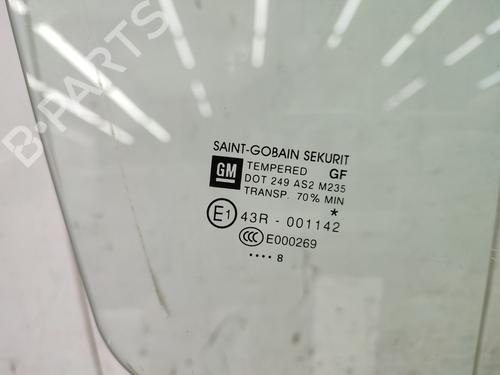 B-PARTS
SAINT-GOBAIN SEKURIT
GM TEMPERED GF
DOT 249 AS2 M235
TRANSP. 70% MIN
*
E1 43R - 001142
CCC E000269
•••• 8